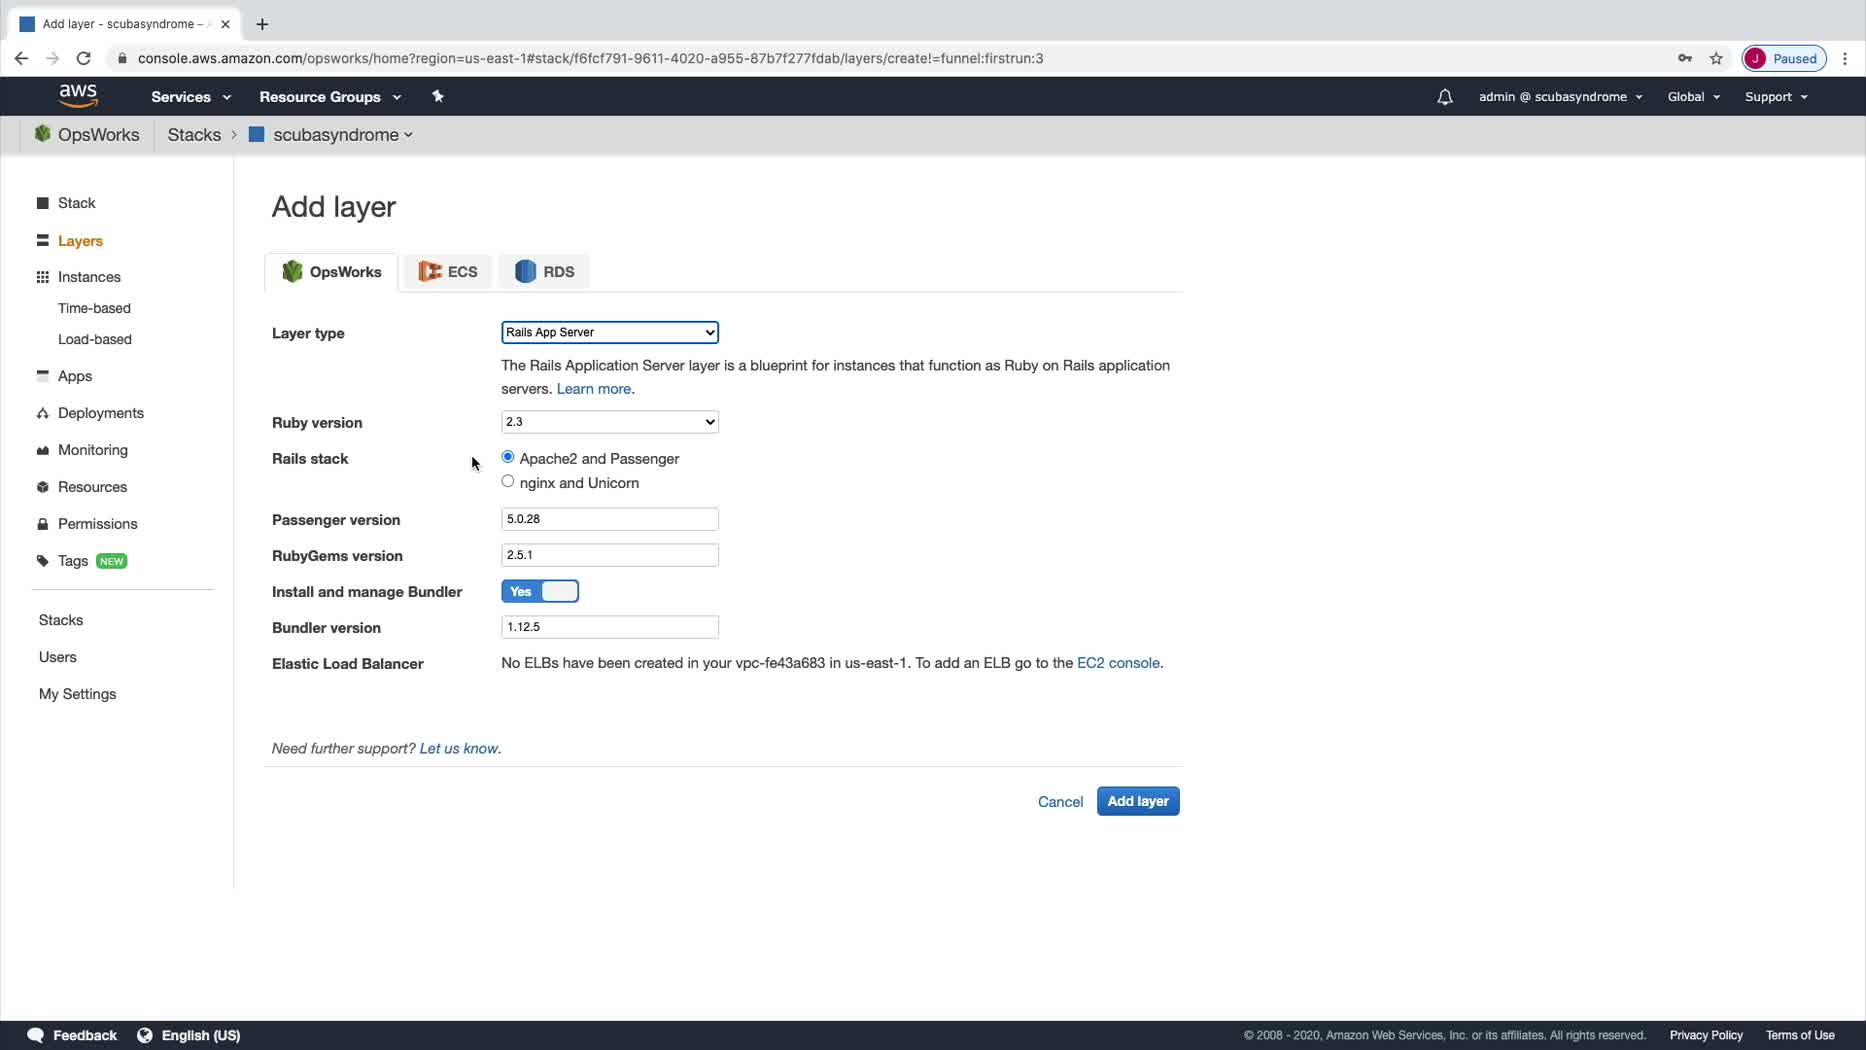 Add layer - scubasyndrome –
console.aws.amazon.com/opsworks/home?region=us-east-1#stack/f6fcf791-9611-4020-a955-87b7f277fdab/layers/create!=funnel:firstrun:3
J Paused
aws Services Resource Groups admin @ scubasyndrome Global Support
OpsWorks Stacks > scubasyndrome
Stack
Layers
Instances
Time-based
Load-based
Apps
Deployments
Monitoring
Resources
Permissions
Tags NEW
Stacks
Users
My Settings
Add layer
OpsWorks ECS RDS
Layer type Rails App Server
The Rails Application Server layer is a blueprint for instances that function as Ruby on Rails application
servers. Learn more.
Ruby version 2.3
Rails stack Apache2 and Passenger
nginx and Unicorn
Passenger version 5.0.28
RubyGems version 2.5.1
Install and manage Bundler Yes
Bundler version 1.12.5
Elastic Load Balancer No ELBs have been created in your vpc-fe43a683 in us-east-1. To add an ELB go to the EC2 console.
Need further support? Let us know.
Cancel Add layer
Feedback English (US) © 2008 - 2020, Amazon Web Services, Inc. or its affiliates. All rights reserved. Privacy Policy Terms of Use